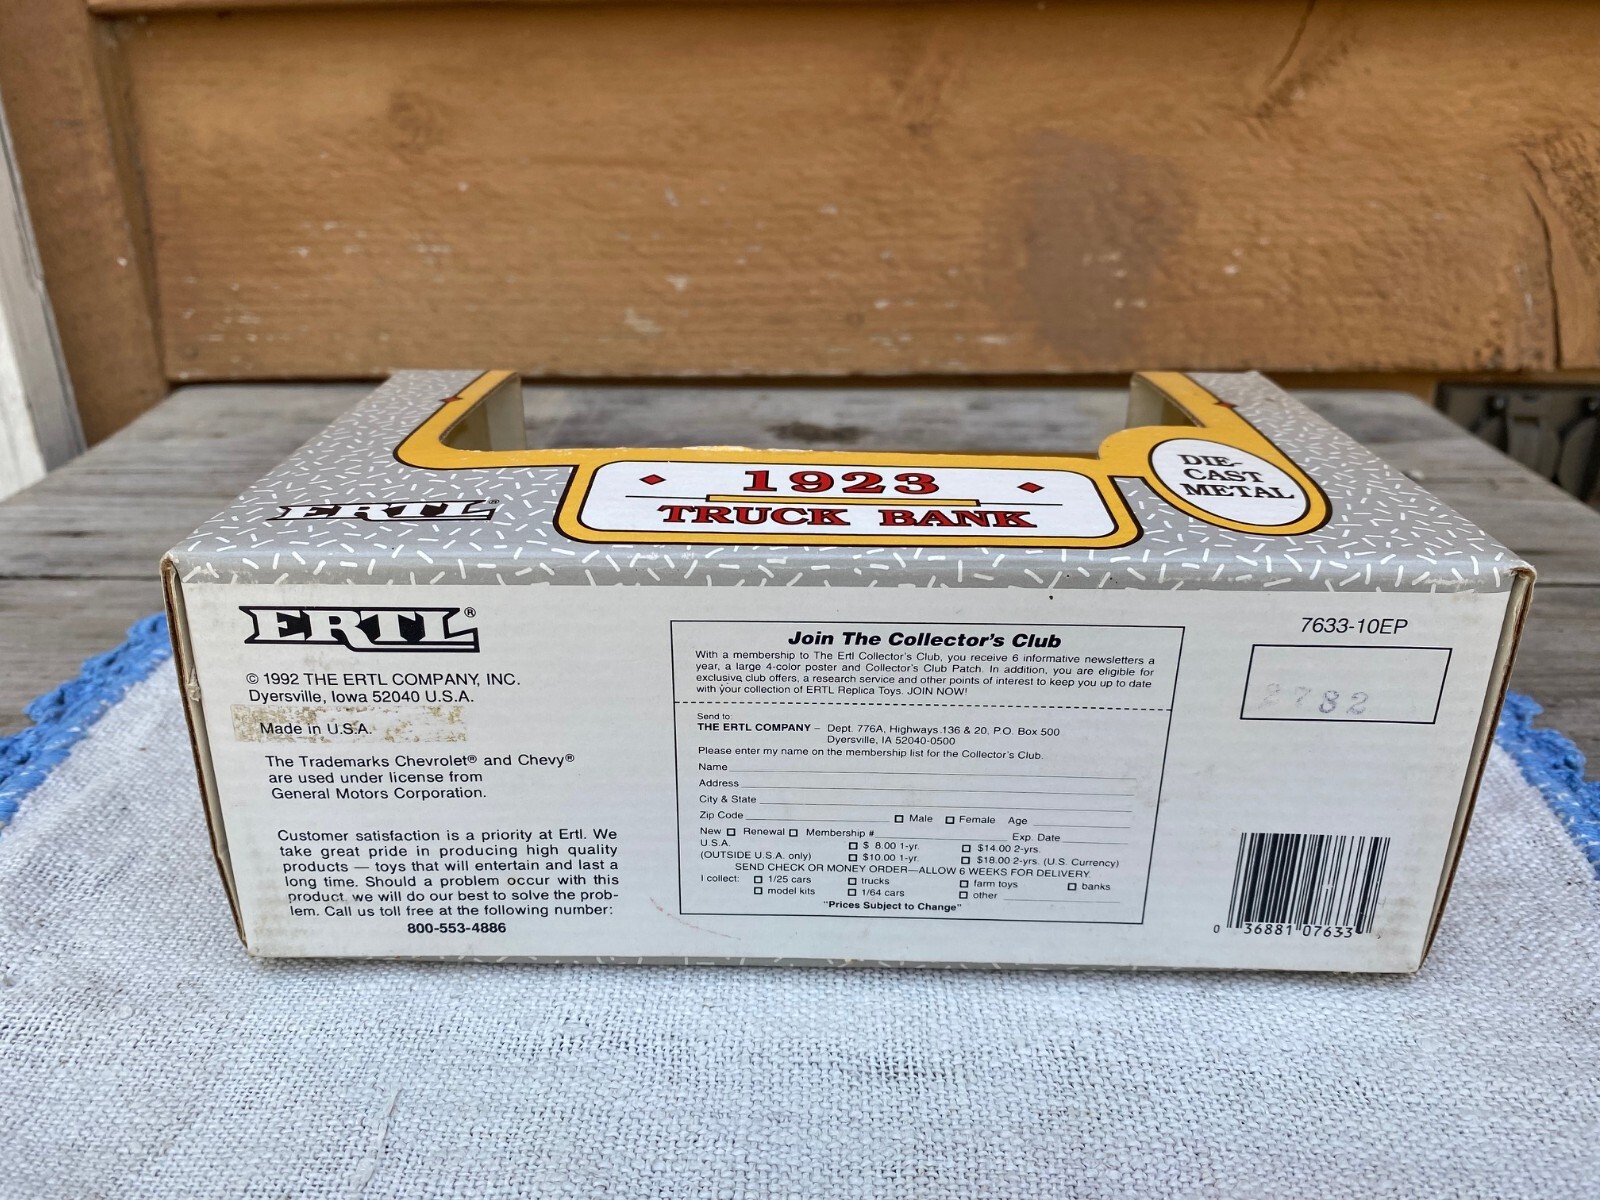 1923
TRUCK BANK
DIE-
CAST
METAL
ERTL®
ERTL®
© 1992 THE ERTL COMPANY, INC.
Dyersville, Iowa 52040 U.S.A.
Made in U.S.A.
The Trademarks Chevrolet® and Chevy®
are used under license from
General Motors Corporation.
Customer satisfaction is a priority at Ertl. We
take great pride in producing high quality
products — toys that will entertain and last a
long time. Should a problem occur with this
product, we will do our best to solve the prob-
lem. Call us toll free at the following number:
800-553-4886
Join The Collector's Club
With a membership to The Ertl Collector's Club, you receive 6 informative newsletters a
year, a large 4-color poster and Collector's Club Patch. In addition, you are eligible for
exclusive club offers, a research service and other points of interest to keep you up to date
with your collection of ERTL Replica Toys. JOIN NOW!
Send to:
THE ERTL COMPANY – Dept. 776A, Highways 136 & 20, P.O. Box 500
Dyersville, IA 52040-0500
Please enter my name on the membership list for the Collector's Club.
Name
Address
City & State
Zip Code Male Female Age
New Renewal Membership # Exp. Date
U.S.A. $ 8.00 1-yr. $14.00 2-yrs.
(OUTSIDE U.S.A. only) $10.00 1-yr. $18.00 2-yrs. (U.S. Currency)
SEND CHECK OR MONEY ORDER—ALLOW 6 WEEKS FOR DELIVERY
I collect: 1/25 cars trucks farm toys banks
model kits 1/64 cars other
"Prices Subject to Change"
7633-10EP
0 36881 07633